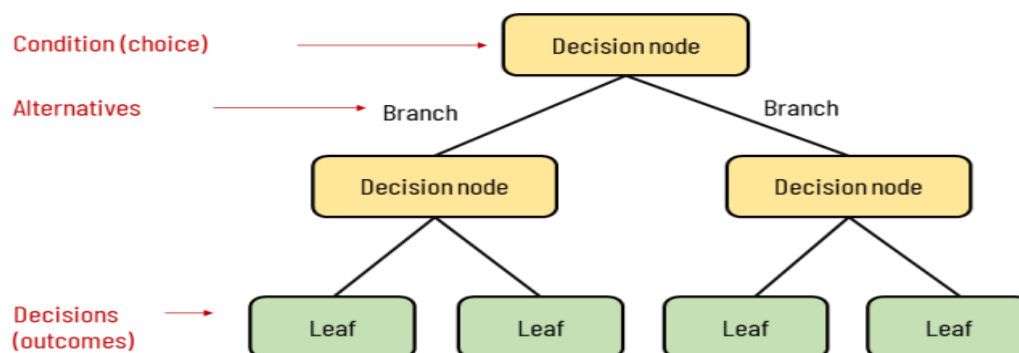 Condition (choice)
Decision node
Alternatives
Branch
Branch
Decision node
Decision node
Decisions
(outcomes)
Leaf
Leaf
Leaf
Leaf